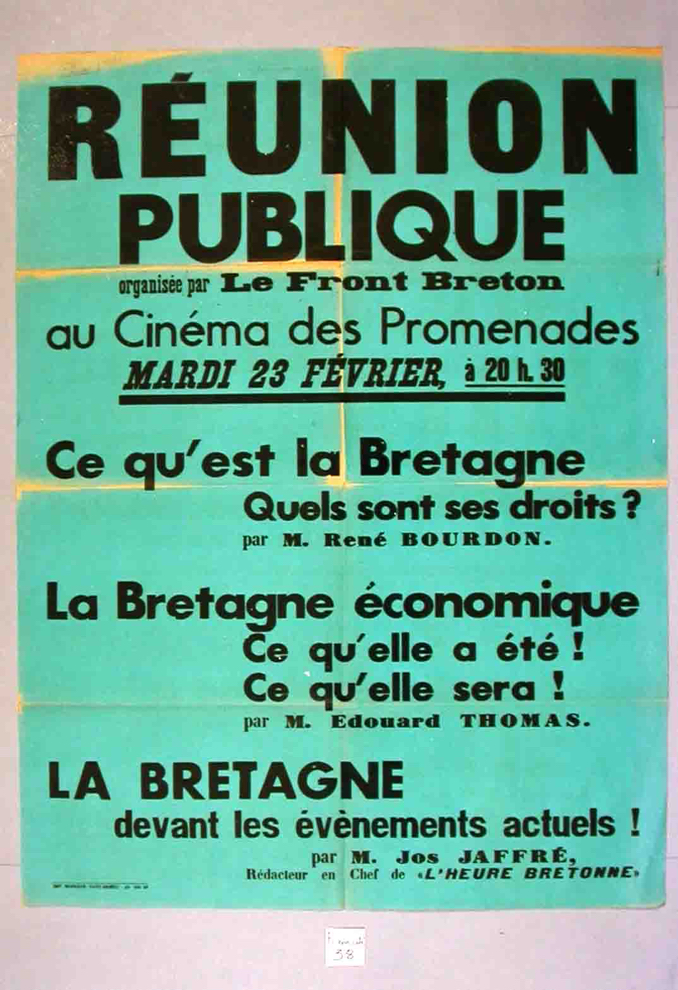 RÉUNION
PUBLIQUE
organisée par Le Front Breton
au Cinéma des Promenades
MARDI 23 FÉVRIER, à 20 h. 30
Ce qu'est la Bretagne
Quels sont ses droits ?
par M. René BOURDON.
La Bretagne économique
Ce qu'elle a été !
Ce qu'elle sera !
par M. Edouard THOMAS.
LA BRETAGNE
devant les évènements actuels !
par M. Jos JAFFRÉ,
Rédacteur en Chef de «L'HEURE BRETONNE»
38